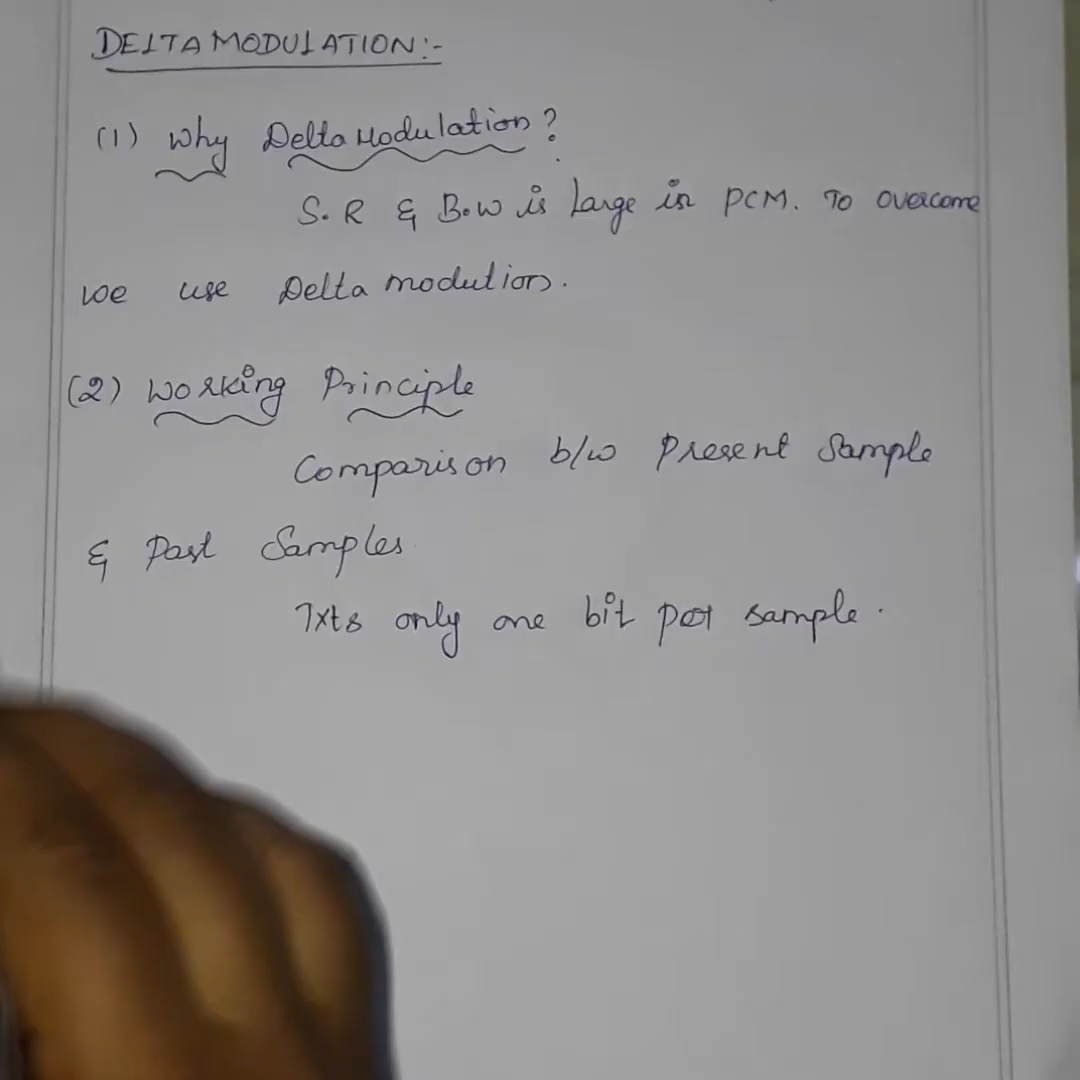 DELTA MODULATION:-
(1) Why Delta Modulation?
S.R & B.W is Large in PCM. To overcome
we use Delta modution.
(2) Working Principle
Comparison b/w Present Sample
& Past Samples
Txts only one bit per sample.